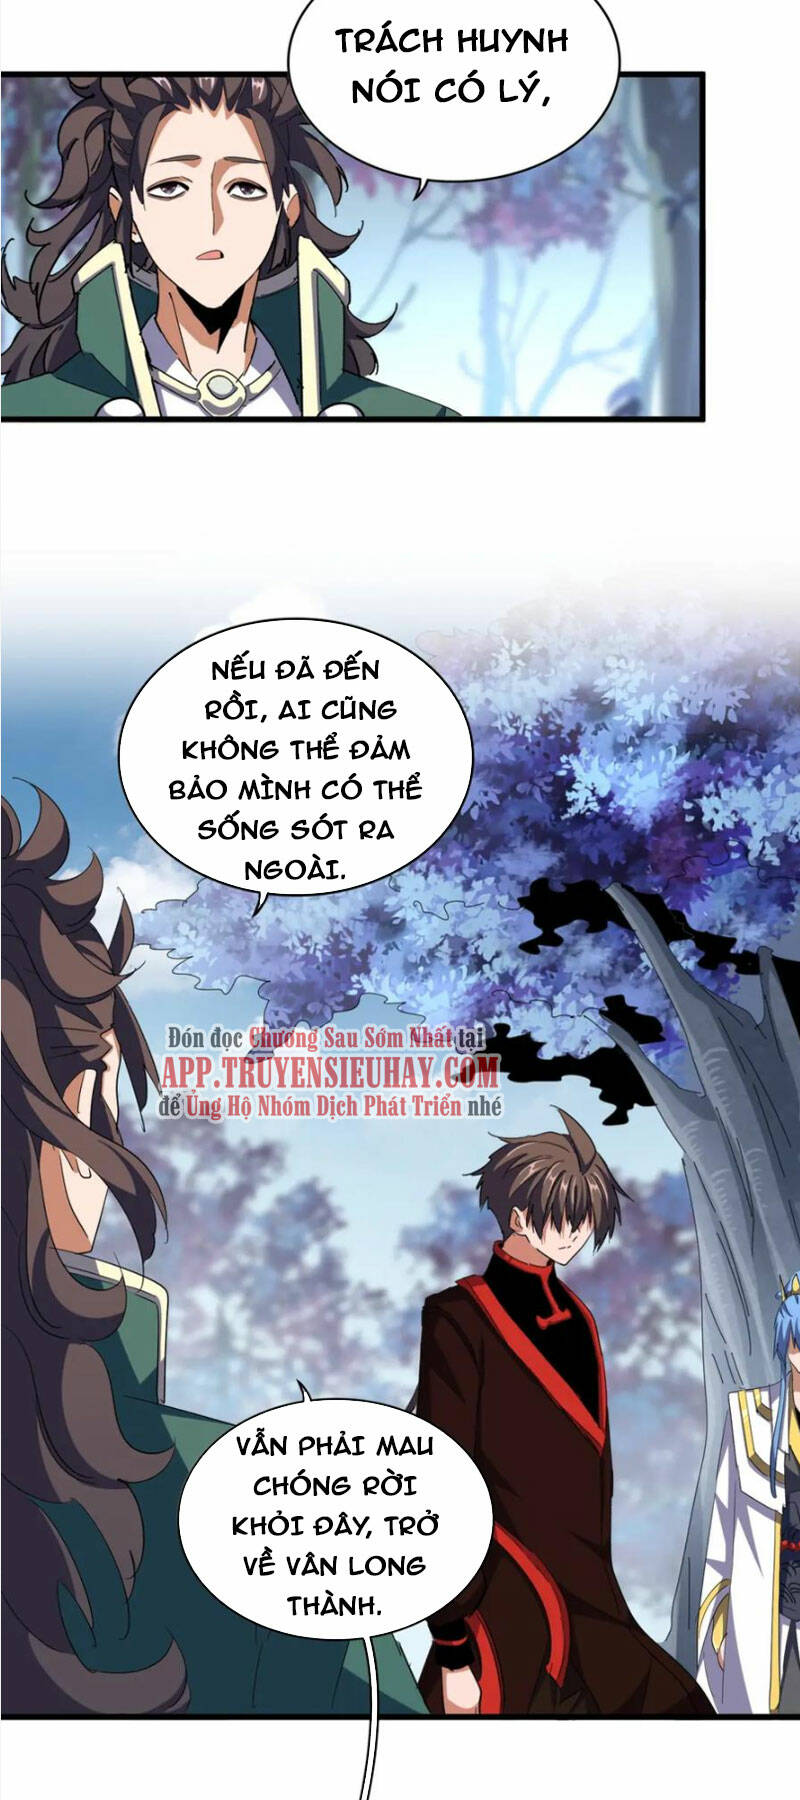 TRÁCH HUYNH
NÓI CÓ LÝ,
NẾU ĐÃ ĐẾN
RỒI, AI CŨNG
KHÔNG THỂ ĐẢM
BẢO MÌNH CÓ THỂ
SỐNG SÓT RA
NGOÀI.
Đón đọc Chương Sau Sớm Nhất tại
APP.TRUYENSIEUHAY.COM
để Ủng Hộ Nhóm Dịch Phát Triển nhé
VẪN PHẢI MAU
CHÓNG RỜI
KHỎI ĐÂY, TRỞ
VỀ VÂN LONG
THÀNH.